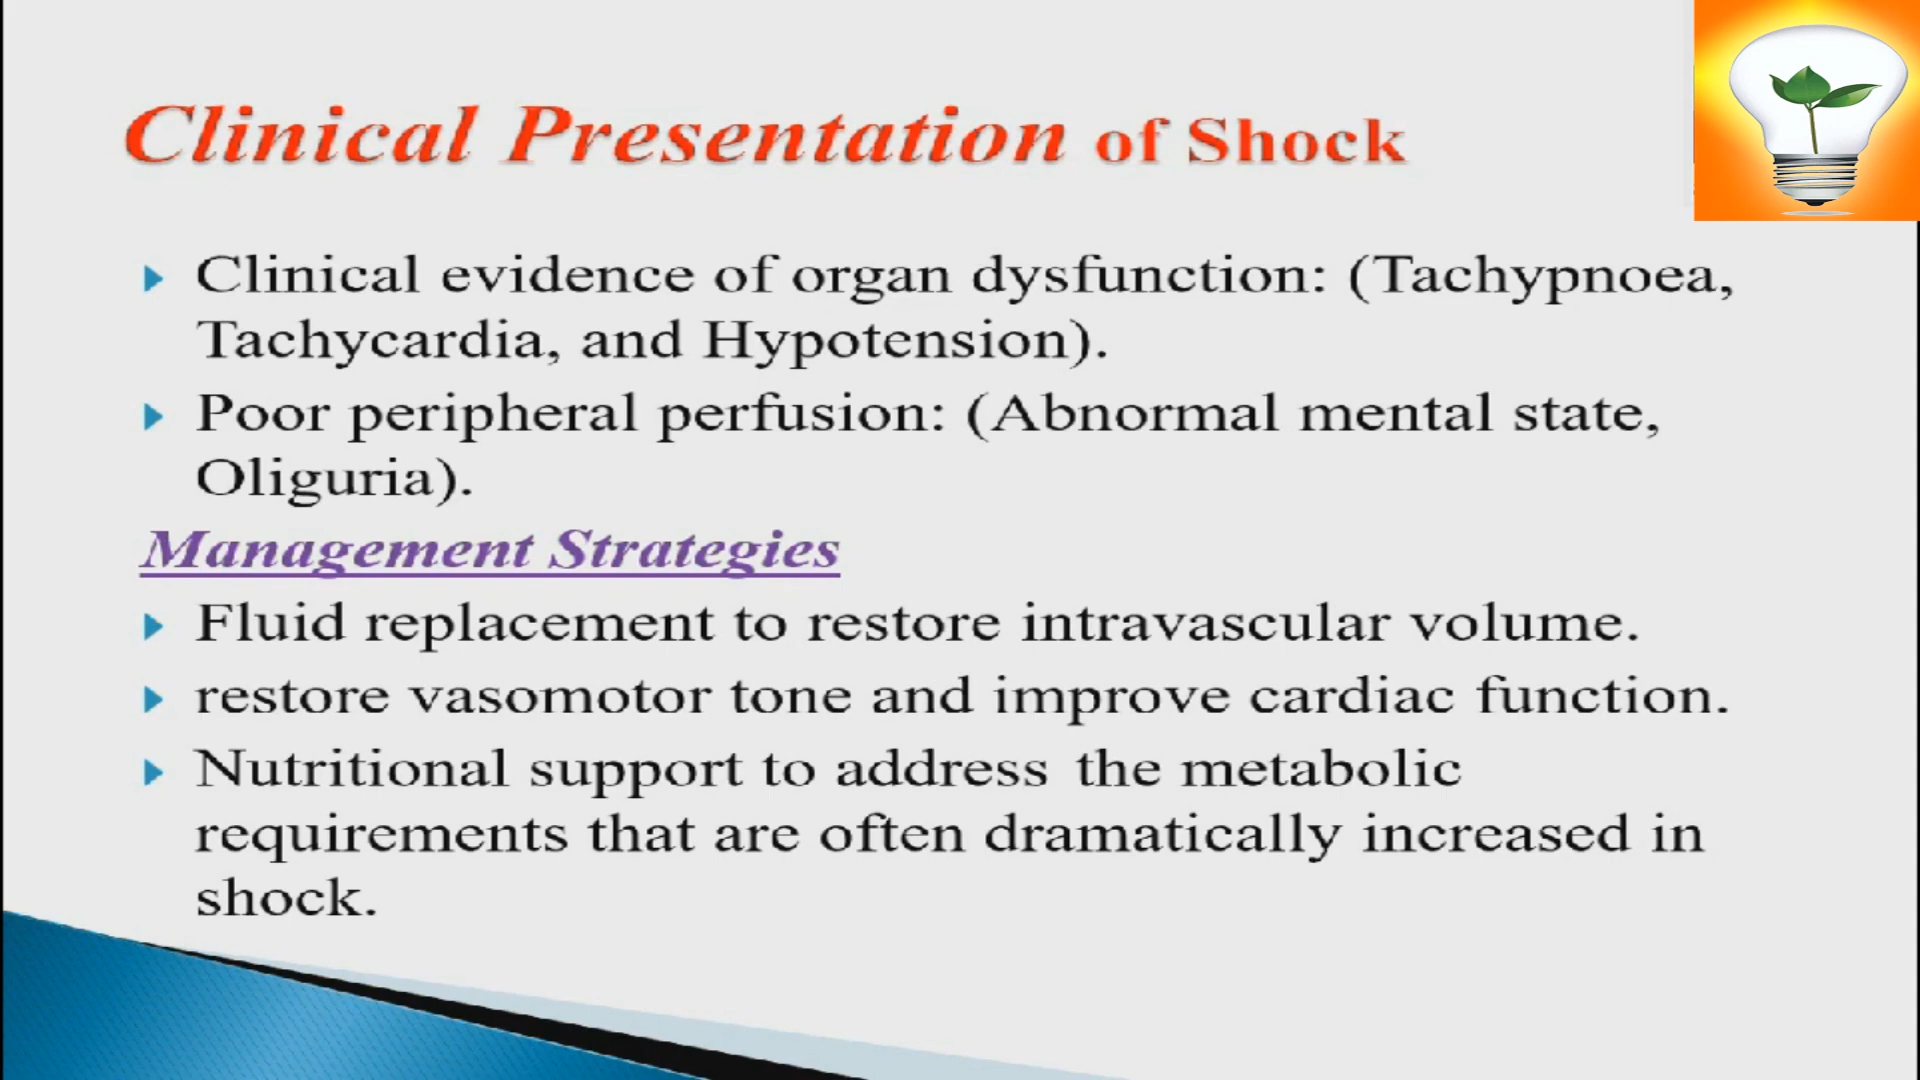 Clinical Presentation of Shock
Clinical evidence of organ dysfunction: (Tachypnoea,
Tachycardia, and Hypotension).
Poor peripheral perfusion: (Abnormal mental state,
Oliguria).
Management Strategies
Fluid replacement to restore intravascular volume.
restore vasomotor tone and improve cardiac function.
Nutritional support to address the metabolic
requirements that are often dramatically increased in
shock.